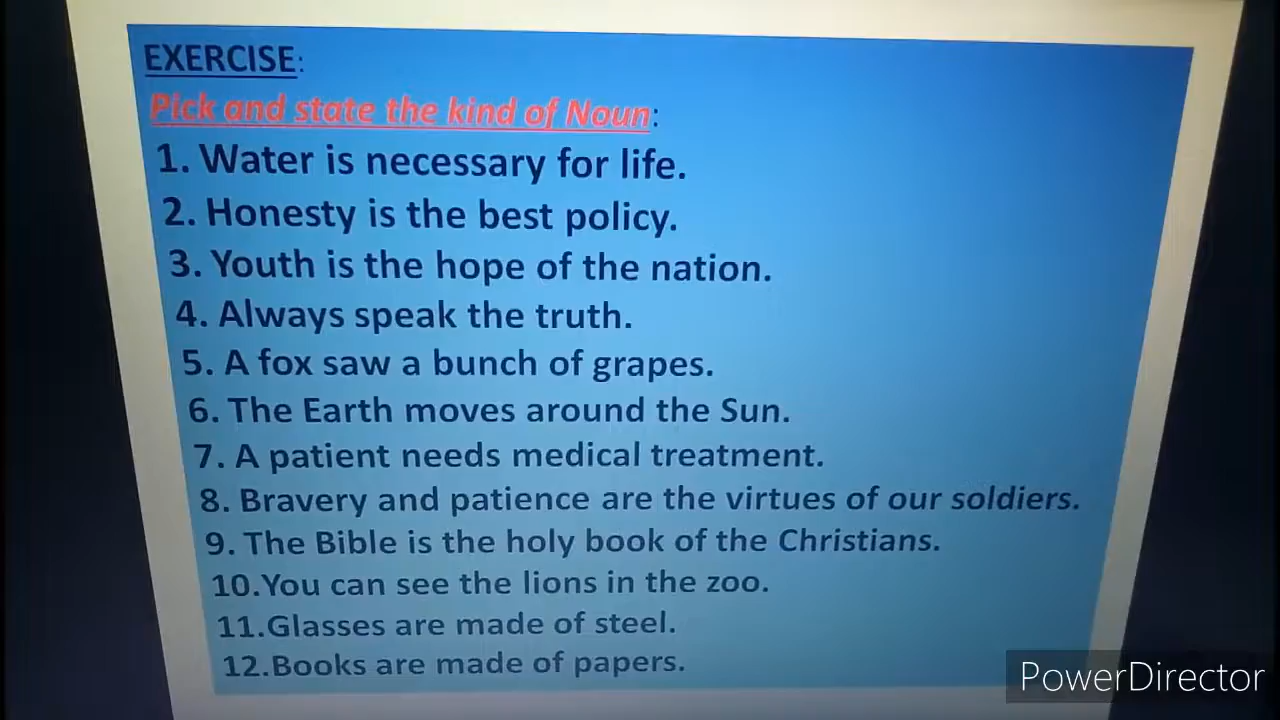 EXERCISE:
Pick and state the kind of Noun:
1. Water is necessary for life.
2. Honesty is the best policy.
3. Youth is the hope of the nation.
4. Always speak the truth.
5. A fox saw a bunch of grapes.
6. The Earth moves around the Sun.
7. A patient needs medical treatment.
8. Bravery and patience are the virtues of our soldiers.
9. The Bible is the holy book of the Christians.
10.You can see the lions in the zoo.
11.Glasses are made of steel.
12.Books are made of papers.
PowerDirector